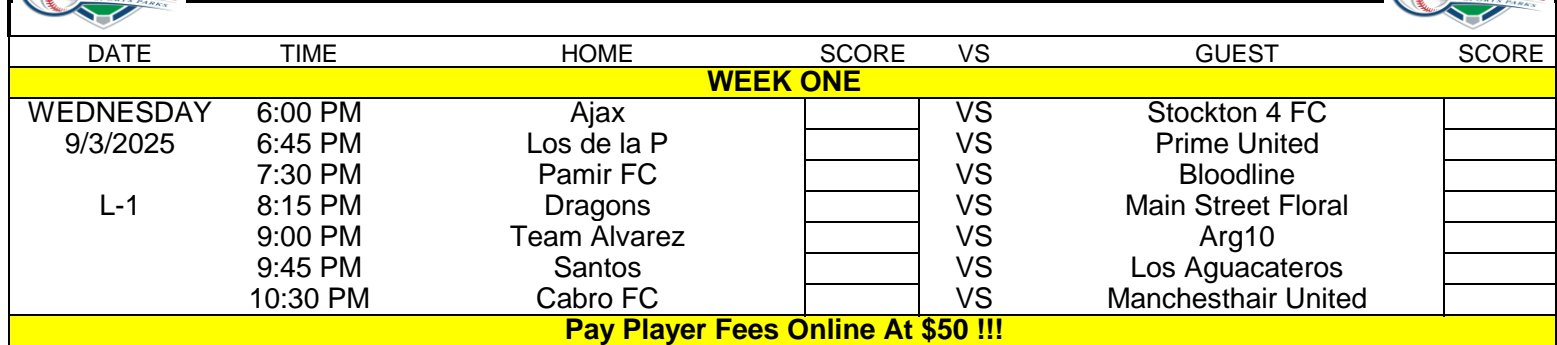 SPORTS PARKS
DATE TIME HOME SCORE VS GUEST SCORE
WEEK ONE
WEDNESDAY 6:00 PM Ajax VS Stockton 4 FC
9/3/2025 6:45 PM Los de la P VS Prime United
7:30 PM Pamir FC VS Bloodline
L-1 8:15 PM Dragons VS Main Street Floral
9:00 PM Team Alvarez VS Arg10
9:45 PM Santos VS Los Aguacateros
10:30 PM Cabro FC VS Manchesthair United
Pay Player Fees Online At $50 !!!